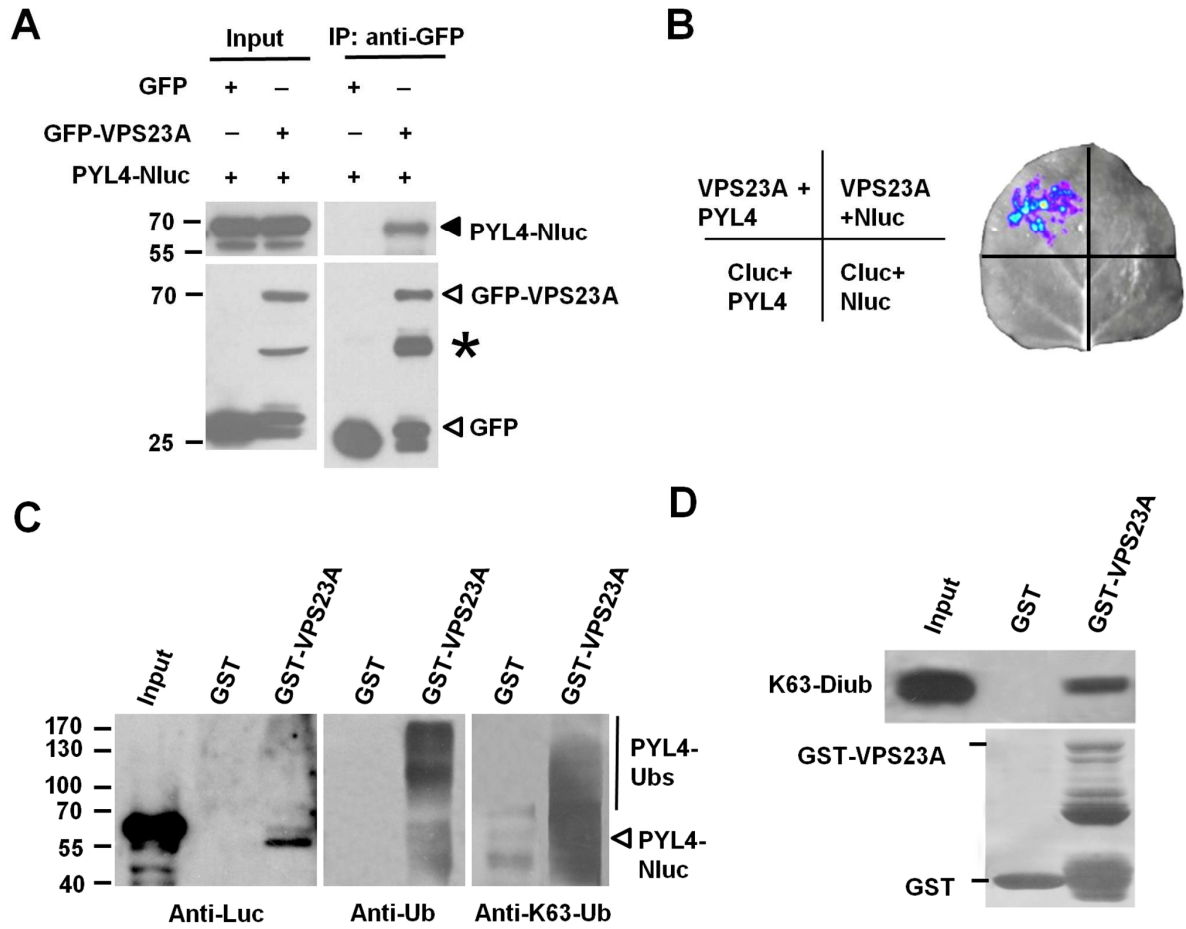 A
Input
IP: anti-GFP
GFP + – + –
GFP-VPS23A – + – +
PYL4-Nluc + + + +
70
55
PYL4-Nluc
70
GFP-VPS23A
*
25
GFP
B
VPS23A +
PYL4
VPS23A
+Nluc
Cluc+
PYL4
Cluc+
Nluc
C
Input
GST
GST-VPS23A
GST
GST-VPS23A
GST
GST-VPS23A
170
130
100
70
55
40
PYL4-
Ubs
PYL4-
Nluc
Anti-Luc
Anti-Ub
Anti-K63-Ub
D
Input
GST
GST-VPS23A
K63-Diub
GST-VPS23A
GST